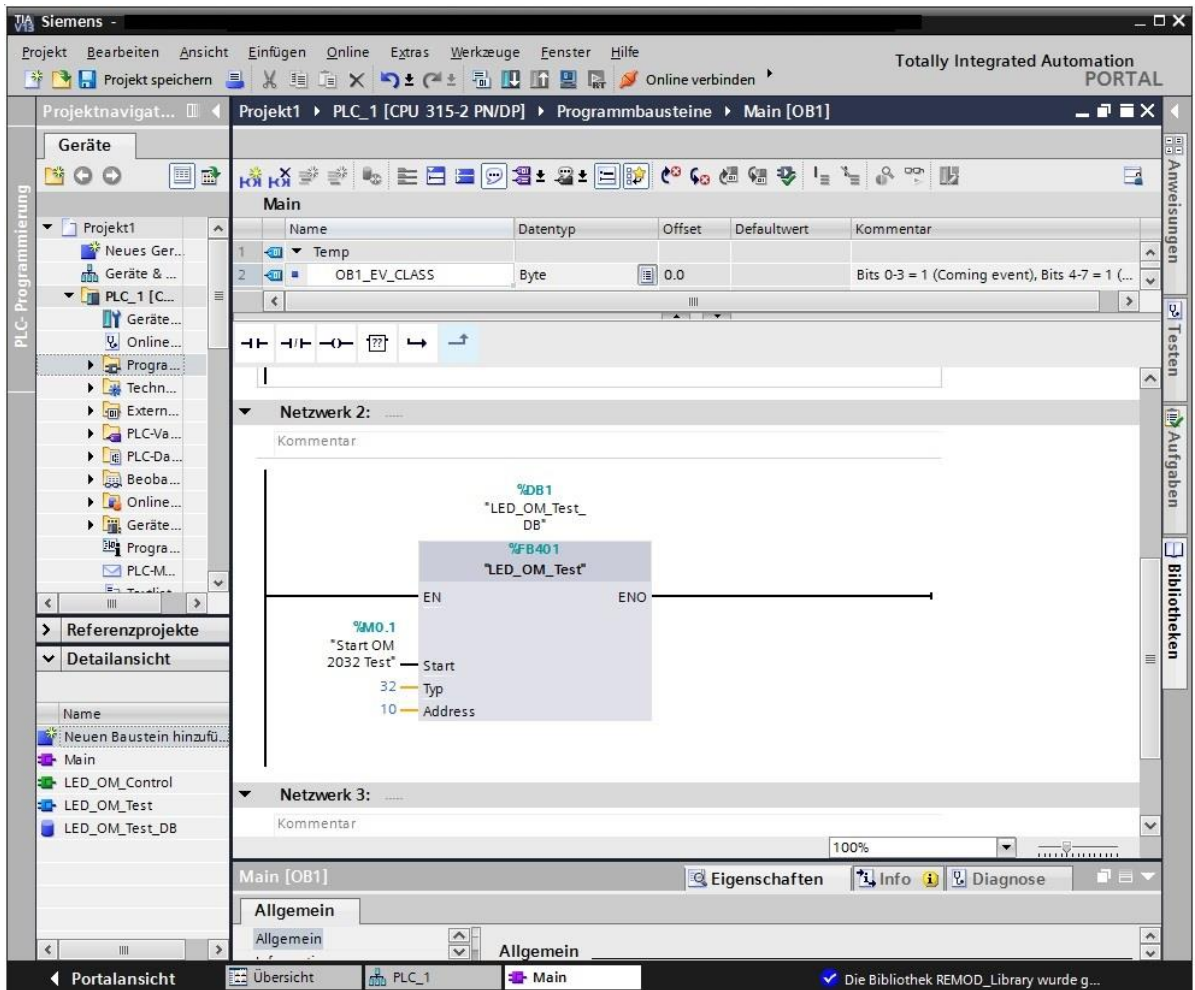 TIA V13 Siemens -
Projekt Bearbeiten Ansicht Einfügen Online Extras Werkzeuge Fenster Hilfe
Totally Integrated Automation
PORTAL
Projekt speichern
Online verbinden
Projektnavigat...
Projekt1 PLC_1 [CPU 315-2 PN/DP] Programmbausteine Main [OB1]
Geräte
PLC-Programmierung
Projekt1
Neues Ger...
Geräte & ...
PLC_1 [C...
Geräte...
Online...
Progra...
Techn...
Extern...
PLC-Va...
PLC-Da...
Beoba...
Online...
Geräte...
Progra...
PLC-M...
Referenzprojekte
Detailansicht
Name
Neuen Baustein hinzufü...
Main
LED_OM_Control
LED_OM_Test
LED_OM_Test_DB
Main
Name Datentyp Offset Defaultwert Kommentar
1 Temp
2 OB1_EV_CLASS Byte 0.0 Bits 0-3 = 1 (Coming event), Bits 4-7 = 1 (...
??
Netzwerk 2: .....
Kommentar
%DB1
"LED_OM_Test_
DB"
%FB401
"LED_OM_Test"
EN ENO
%M0.1
"Start OM
2032 Test" Start
32 Typ
10 Address
Netzwerk 3: .....
Kommentar
100%
Main [OB1]
Eigenschaften Info Diagnose
Allgemein
Allgemein
Allgemein
Anweisungen
Testen
Aufgaben
Bibliotheken
Portalansicht Übersicht PLC_1 Main Die Bibliothek REMOD_Library wurde g...